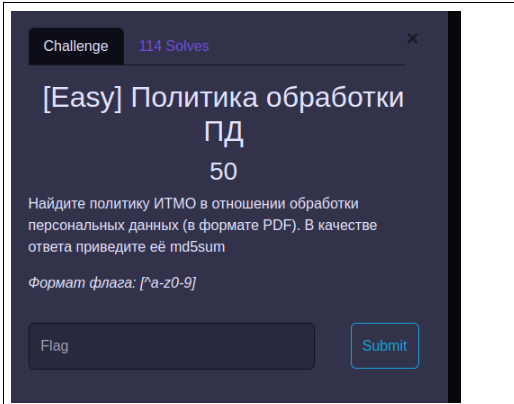 Challenge
114 Solves
×
[Easy] Политика обработки
ПД
50
Найдите политику ИТМО в отношении обработки
персональных данных (в формате PDF). В качестве
ответа приведите её md5sum
Формат флага: [^a-z0-9]
Flag
Submit